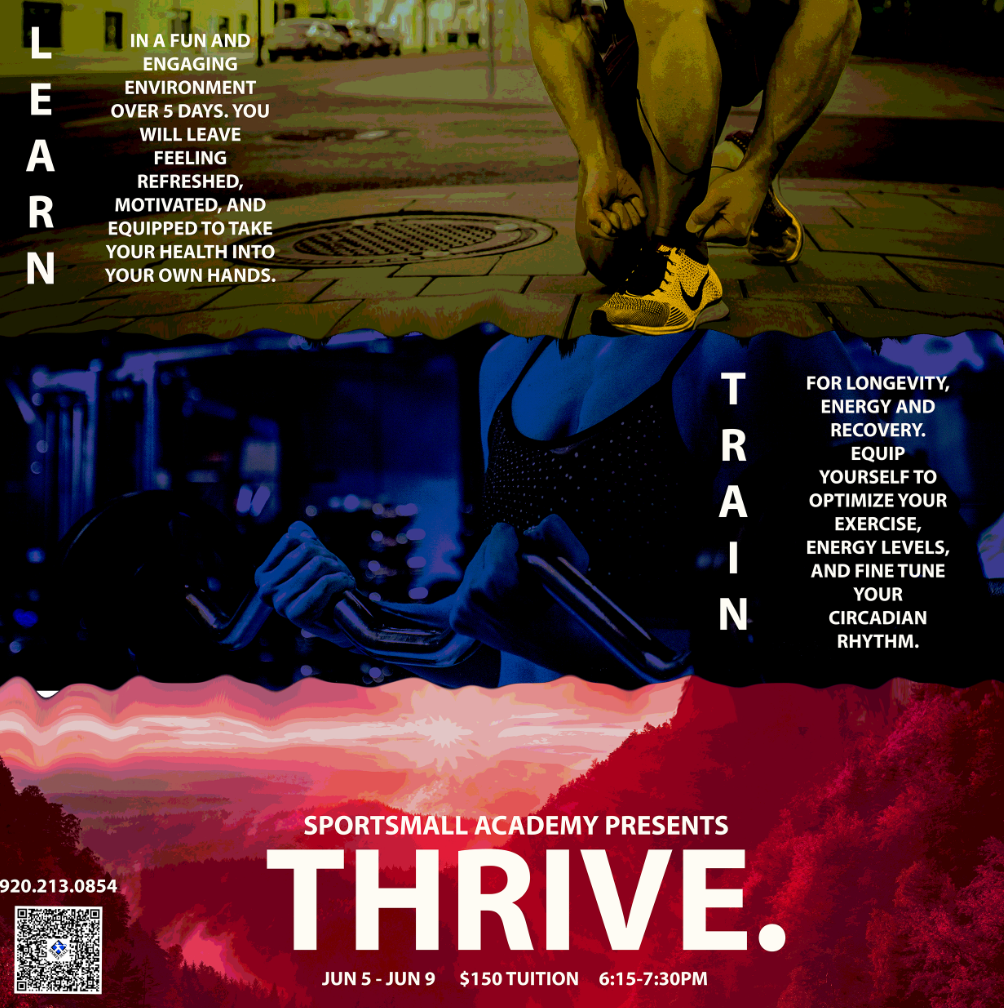 LEARN
IN A FUN AND
ENGAGING
ENVIRONMENT
OVER 5 DAYS. YOU
WILL LEAVE
FEELING
REFRESHED,
MOTIVATED, AND
EQUIPPED TO TAKE
YOUR HEALTH INTO
YOUR OWN HANDS.
TRAIN
FOR LONGEVITY,
ENERGY AND
RECOVERY.
EQUIP
YOURSELF TO
OPTIMIZE YOUR
EXERCISE,
ENERGY LEVELS,
AND FINE TUNE
YOUR
CIRCADIAN
RHYTHM.
SPORTSMALL ACADEMY PRESENTS
THRIVE.
920.213.0854
JUN 5 - JUN 9 $150 TUITION 6:15-7:30PM